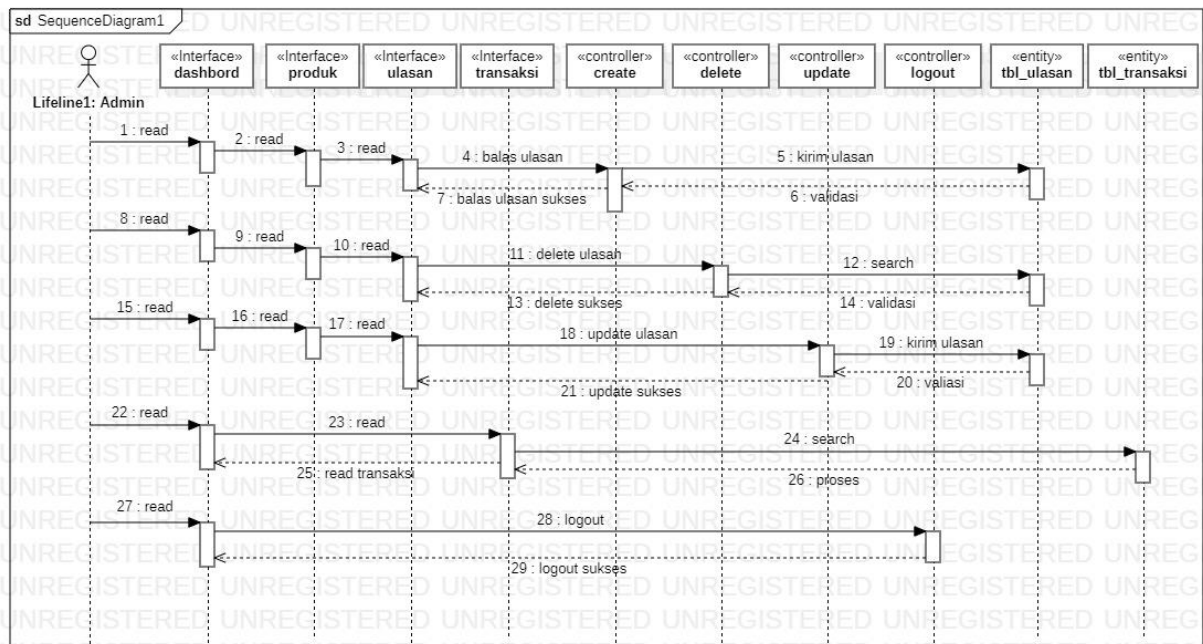 sd SequenceDiagram1
«Interface» «Interface» «Interface» «Interface» «controller» «controller» «controller» «controller» «entity» «entity»
dashbord produk ulasan transaksi create delete update logout tbl_ulasan tbl_transaksi
Lifeline1: Admin
1 : read
2 : read
3 : read
4 : balas ulasan
5 : kirim ulasan
6 : validasi
7 : balas ulasan sukses
8 : read
9 : read
10 : read
11 : delete ulasan
12 : search
13 : delete sukses
14 : validasi
15 : read
16 : read
17 : read
18 : update ulasan
19 : kirim ulasan
20 : valiasi
21 : update sukses
22 : read
23 : read
24 : search
25 : read transaksi
26 : proses
27 : read
28 : logout
29 : logout sukses
UNREGISTERED